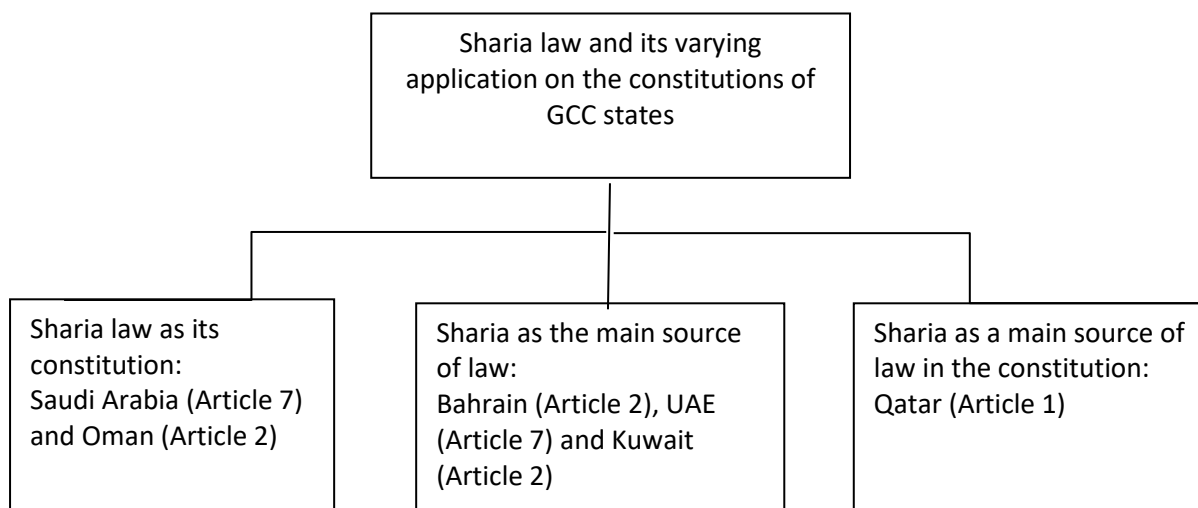 Sharia law and its varying
application on the constitutions of
GCC states
Sharia law as its
constitution:
Saudi Arabia (Article 7)
and Oman (Article 2)
Sharia as the main source
of law:
Bahrain (Article 2), UAE
(Article 7) and Kuwait
(Article 2)
Sharia as a main source of
law in the constitution:
Qatar (Article 1)